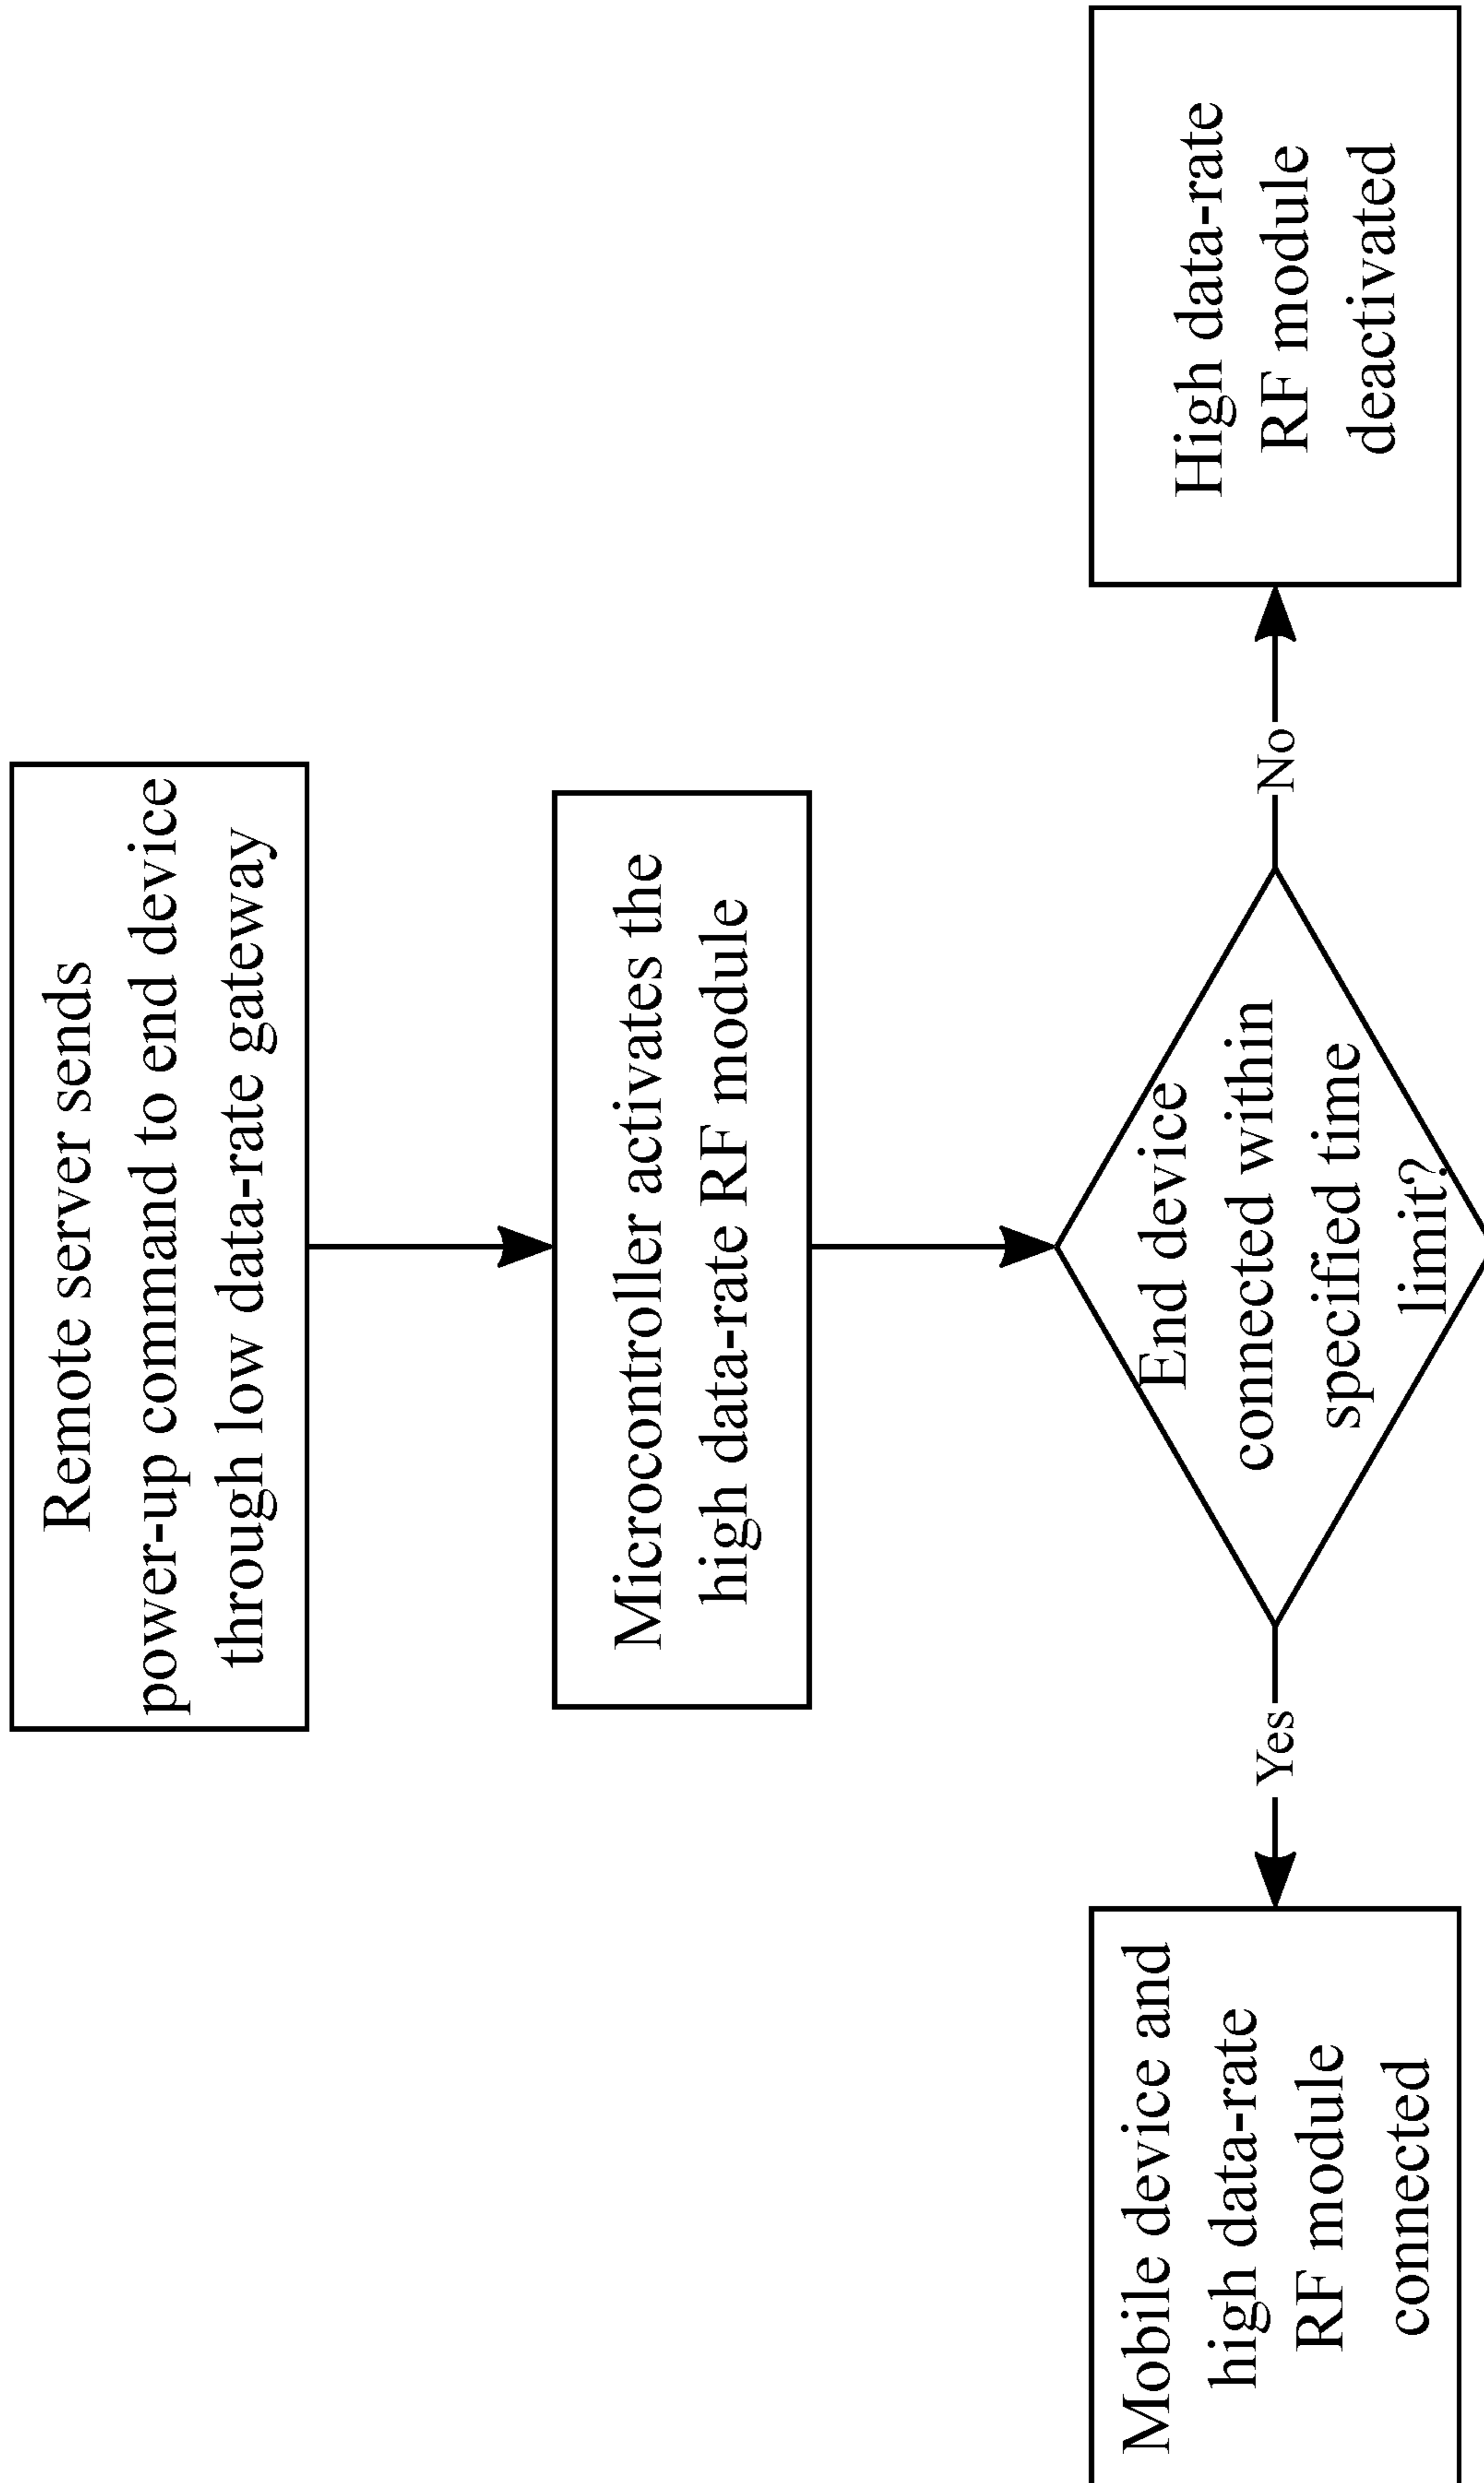 Remote server sends
power-up command to end device
through low data-rate gateway
Microcontroller activates the
high data-rate RF module
End device
connected within
specified time
limit?
Yes
No
Mobile device and
high data-rate
RF module
connected
High data-rate
RF module
deactivated